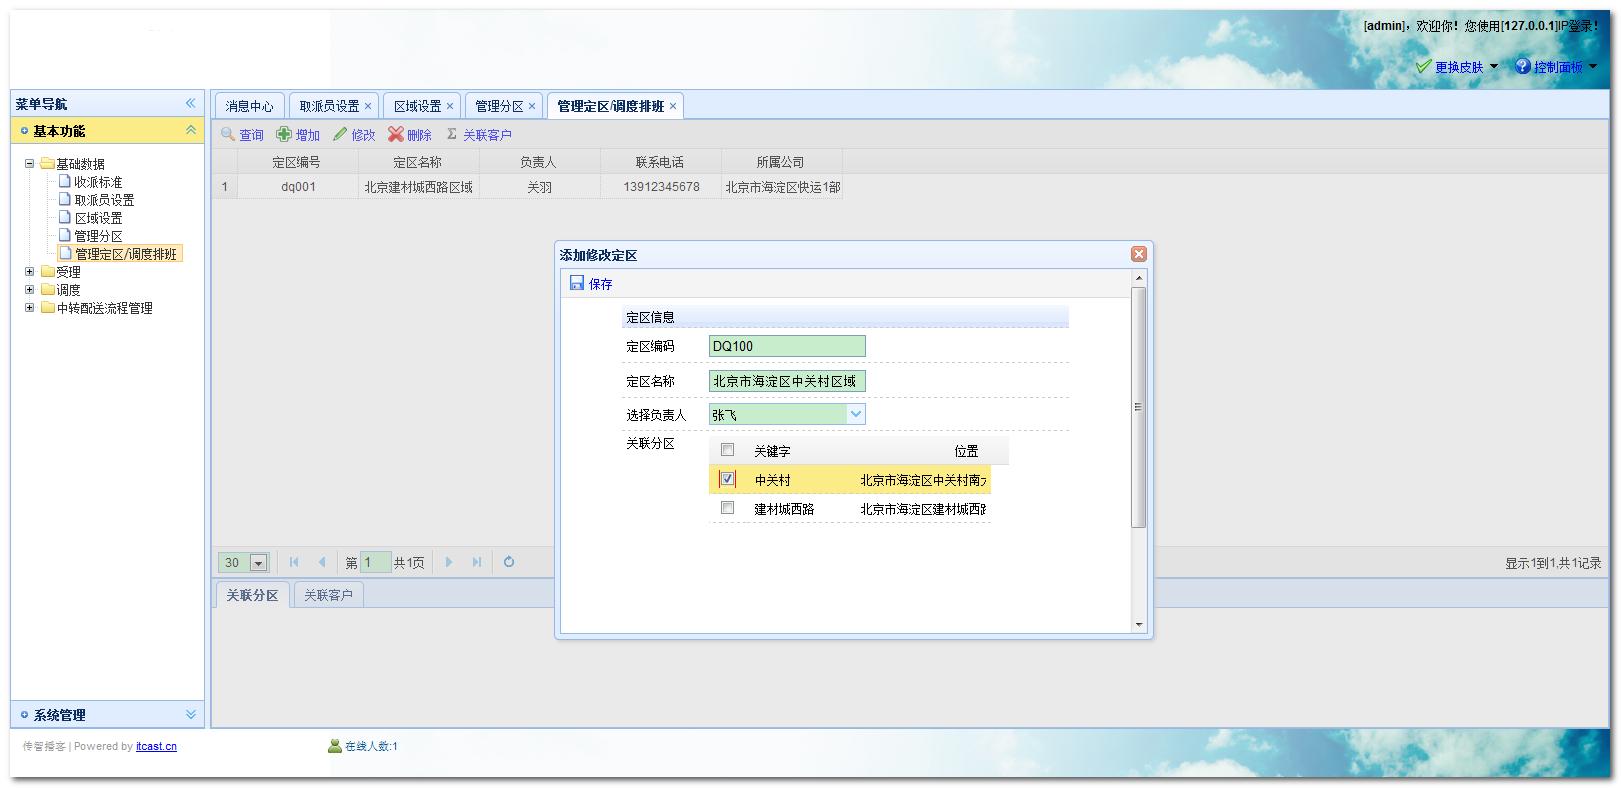 [admin]，欢迎你！您使用[127.0.0.1]IP登录！
更换皮肤 控制面板
菜单导航
基本功能
基础数据
收派标准
取派员设置
区域设置
管理分区
管理定区/调度排班
受理
调度
中转配送流程管理
系统管理
消息中心 取派员设置 区域设置 管理分区 管理定区/调度排班
查询 增加 修改 删除 Σ 关联客户
定区编号 定区名称 负责人 联系电话 所属公司
1 dq001 北京建材城西路区域 关羽 13912345678 北京市海淀区快运1部
添加修改定区
保存
定区信息
定区编码 DQ100
定区名称 北京市海淀区中关村区域
选择负责人 张飞
关联分区
关键字 位置
中关村 北京市海淀区中关村南
建材城西路 北京市海淀区建材城西
30 第 1 共1页
显示1到1,共1记录
关联分区 关联客户
传智播客 | Powered by itcast.cn
在线人数:1